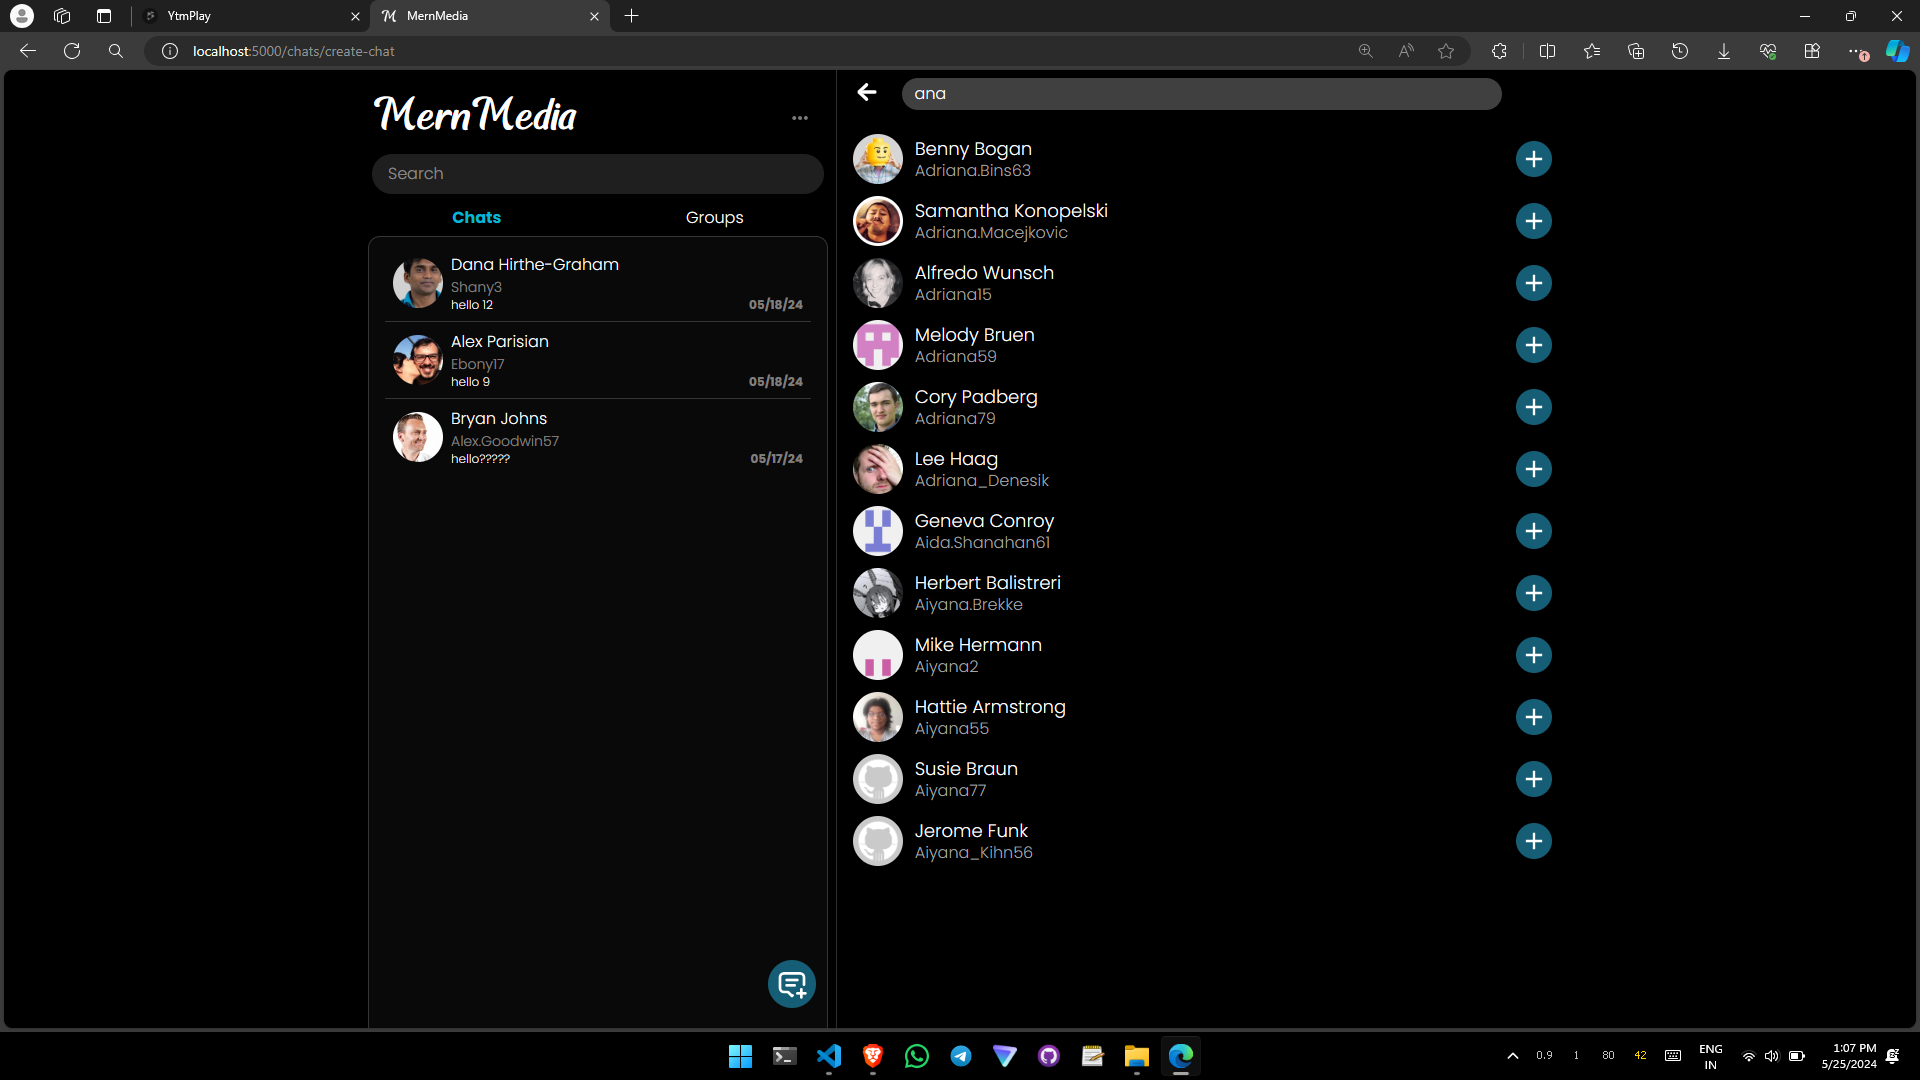 YtmPlay
MernMedia
localhost:5000/chats/create-chat
1
MernMedia
Search
Chats
Groups
Dana Hirthe-Graham
Shany3
hello 12
05/18/24
Alex Parisian
Ebony17
hello 9
05/18/24
Bryan Johns
Alex.Goodwin57
hello?????
05/17/24
ana
Benny Bogan
Adriana.Bins63
Samantha Konopelski
Adriana.Macejkovic
Alfredo Wunsch
Adriana15
Melody Bruen
Adriana59
Cory Padberg
Adriana79
Lee Haag
Adriana_Denesik
Geneva Conroy
Aida.Shanahan61
Herbert Balistreri
Aiyana.Brekke
Mike Hermann
Aiyana2
Hattie Armstrong
Aiyana55
Susie Braun
Aiyana77
Jerome Funk
Aiyana_Kihn56
0.9
1
80
42
ENG
IN
1:07 PM
5/25/2024